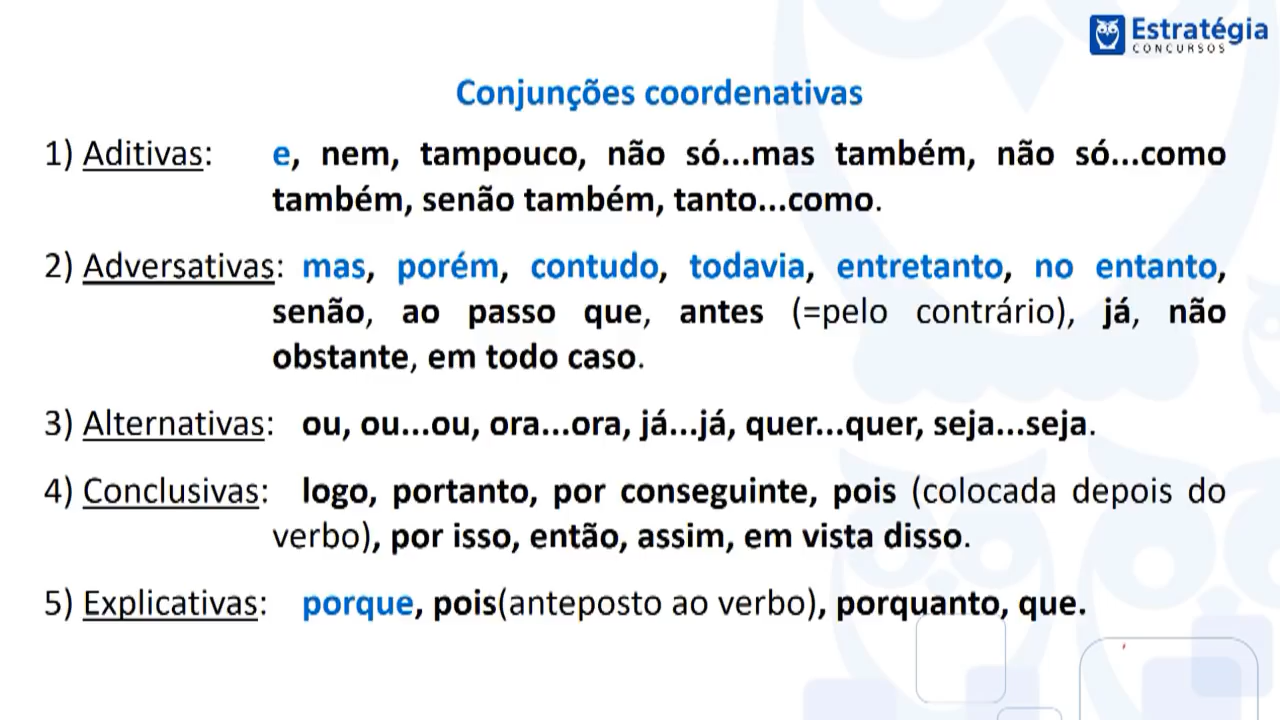 Estratégia
CONCURSOS
Conjunções coordenativas
1) Aditivas: e, nem, tampouco, não só...mas também, não só...como
também, senão também, tanto...como.
2) Adversativas: mas, porém, contudo, todavia, entretanto, no entanto,
senão, ao passo que, antes (=pelo contrário), já, não
obstante, em todo caso.
3) Alternativas: ou, ou...ou, ora...ora, já...já, quer...quer, seja...seja.
4) Conclusivas: logo, portanto, por conseguinte, pois (colocada depois do
verbo), por isso, então, assim, em vista disso.
5) Explicativas: porque, pois(anteposto ao verbo), porquanto, que.